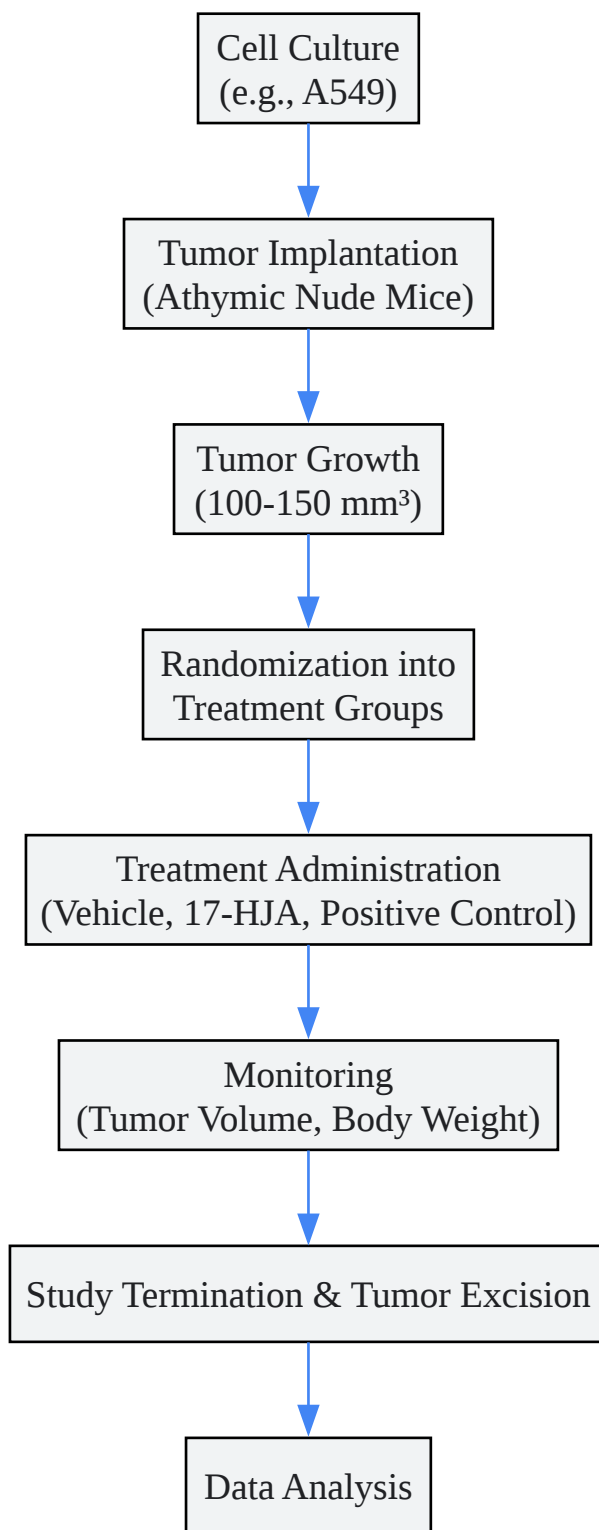 Cell Culture
(e.g., A549)
Tumor Implantation
(Athymic Nude Mice)
Tumor Growth
(100-150 mm³)
Randomization into
Treatment Groups
Treatment Administration
(Vehicle, 17-HJA, Positive Control)
Monitoring
(Tumor Volume, Body Weight)
Study Termination & Tumor Excision
Data Analysis